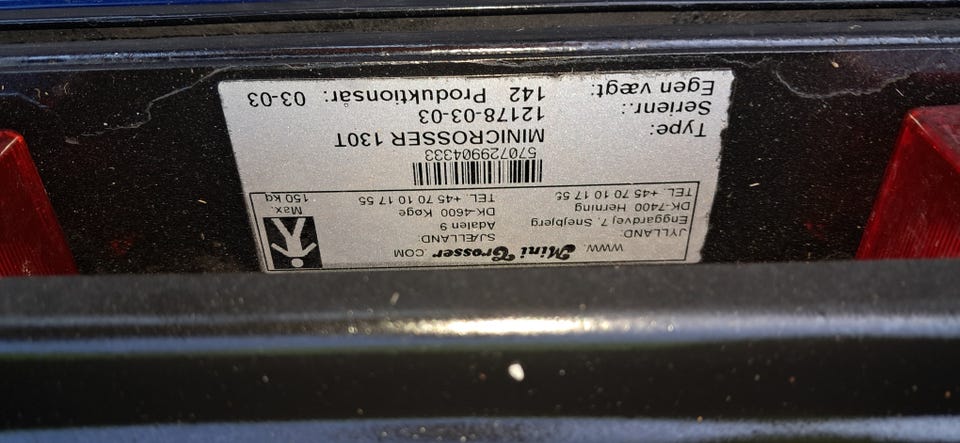 WWW. Mini Crosser .COM
JYLLAND:
Enggardvej 7, Snejbjerg
DK-7400 Herning
TEL. +45 70 10 17 55
SJÆLLAND:
Ådalen 9
DK-4600 Køge
TEL. +45 70 10 17 55
Max.
150 kg
570729904333
Type: MINICROSSER 130T
Serienr.: 12178-03-03
Egen vægt: 142 Produktionsår: 03-03